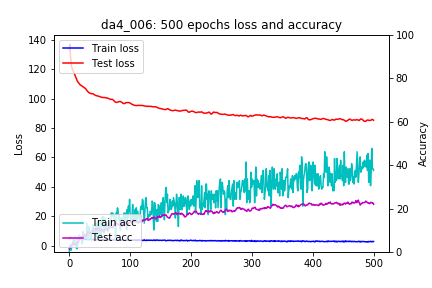 da4_006: 500 epochs loss and accuracy
Train loss
Test loss
Train acc
Test acc
Loss
Accuracy
140
120
100
80
60
40
20
0
100
80
60
40
20
0
0
100
200
300
400
500